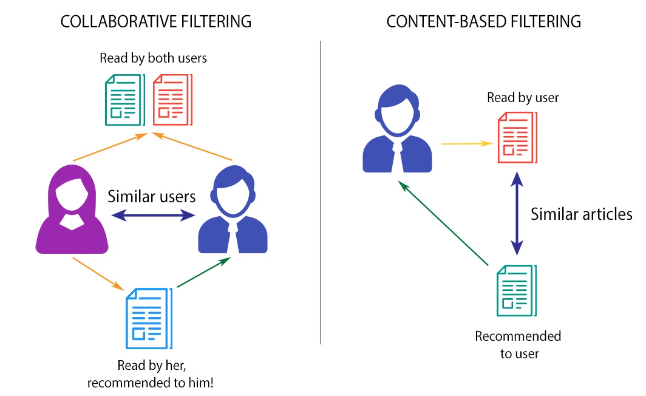 COLLABORATIVE FILTERING
Read by both users
Similar users
Read by her,
recommended to him!
CONTENT-BASED FILTERING
Read by user
Similar articles
Recommended
to user